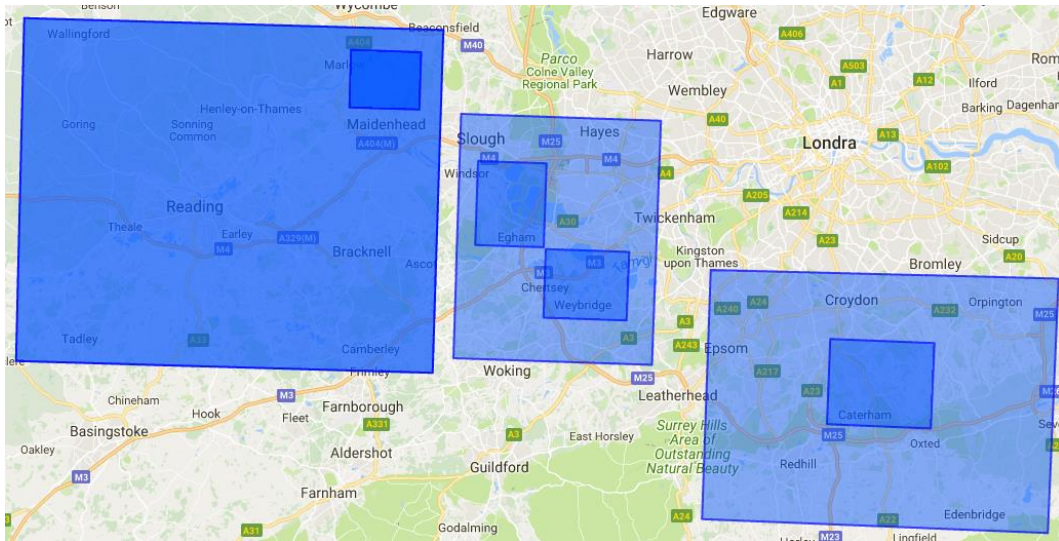 Benson
Wycombe
Beaconsfield
Edgware
Wallingford
A404
M40
A406
Harrow
Marlow
Parco
Colne Valley
Regional Park
A503
A12
A1
Ilford
Wembley
Henley-on-Thames
Barking
Goring
Sonning
Common
Maidenhead
Slough
Hayes
A40
A404(M)
M25
Londra
A13
M4
M4
A102
Windsor
A4
A205
Reading
A30
Twickenham
A214
Theale
Earley
A329(M)
Egham
A23
Sidcup
M4
Bracknell
Kingston
upon Thames
A20
M3
M3
Tamigi
Bromley
Chertsey
Weybridge
A24
Croydon
Orpington
A240
A232
M25
A3
Tadley
A33
A3
A243
Camberley
Epsom
Frimley
Woking
A217
M25
Chineham
M3
A23
Leatherhead
Hook
Fleet
Farnborough
Caterham
Basingstoke
A331
A3
East Horsley
Surrey Hills
Area of
Outstanding
Natural Beauty
M25
Oxted
Oakley
Aldershot
Redhill
M3
Guildford
Farnham
A31
Godalming
A24
A22
Edenbridge
M23
Lingfield